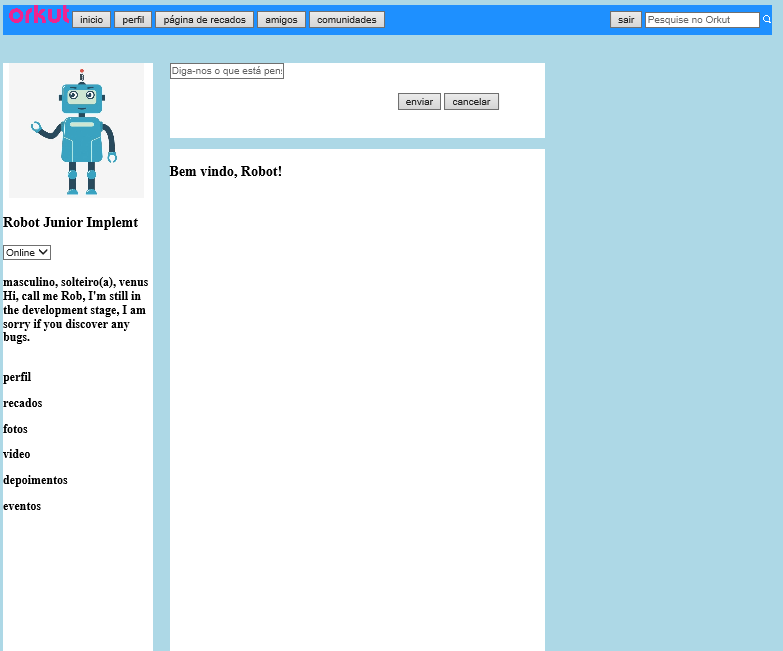 orkut inicio perfil página de recados amigos comunidades sair Pesquise no Orkut
Diga-nos o que está pens
enviar cancelar
Bem vindo, Robot!
Robot Junior Implemt
Online
masculino, solteiro(a), venus
Hi, call me Rob, I'm still in
the development stage, I am
sorry if you discover any
bugs.
perfil
recados
fotos
video
depoimentos
eventos